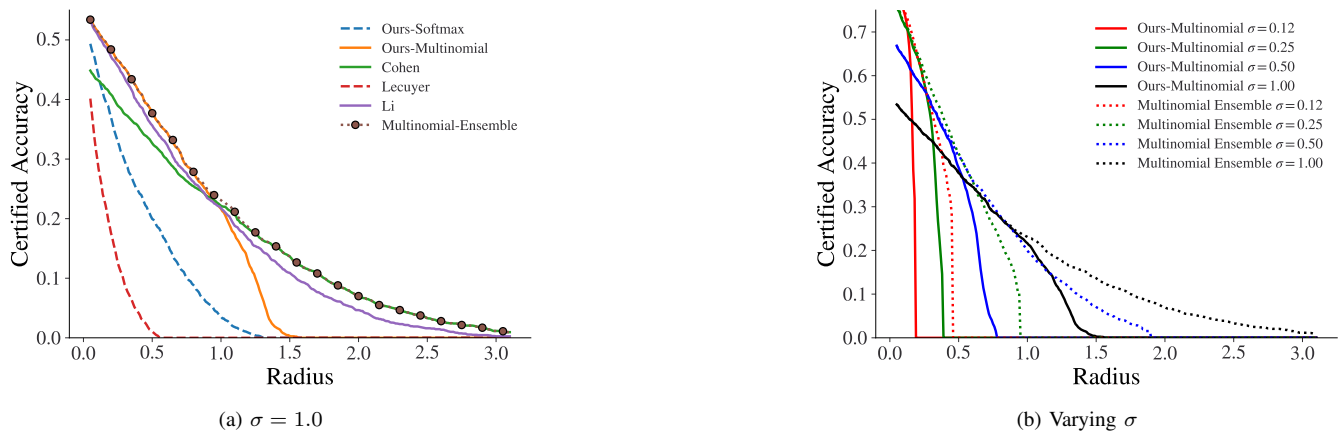 Certified Accuracy
0.5
0.4
0.3
0.2
0.1
0.0
0.0 0.5 1.0 1.5 2.0 2.5 3.0
Radius
Ours-Softmax
Ours-Multinomial
Cohen
Lecuyer
Li
Multinomial-Ensemble
(a) σ = 1.0
Certified Accuracy
0.7
0.6
0.5
0.4
0.3
0.2
0.1
0.0
0.0 0.5 1.0 1.5 2.0 2.5 3.0
Radius
Ours-Multinomial σ=0.12
Ours-Multinomial σ=0.25
Ours-Multinomial σ=0.50
Ours-Multinomial σ=1.00
Multinomial Ensemble σ=0.12
Multinomial Ensemble σ=0.25
Multinomial Ensemble σ=0.50
Multinomial Ensemble σ=1.00
(b) Varying σ